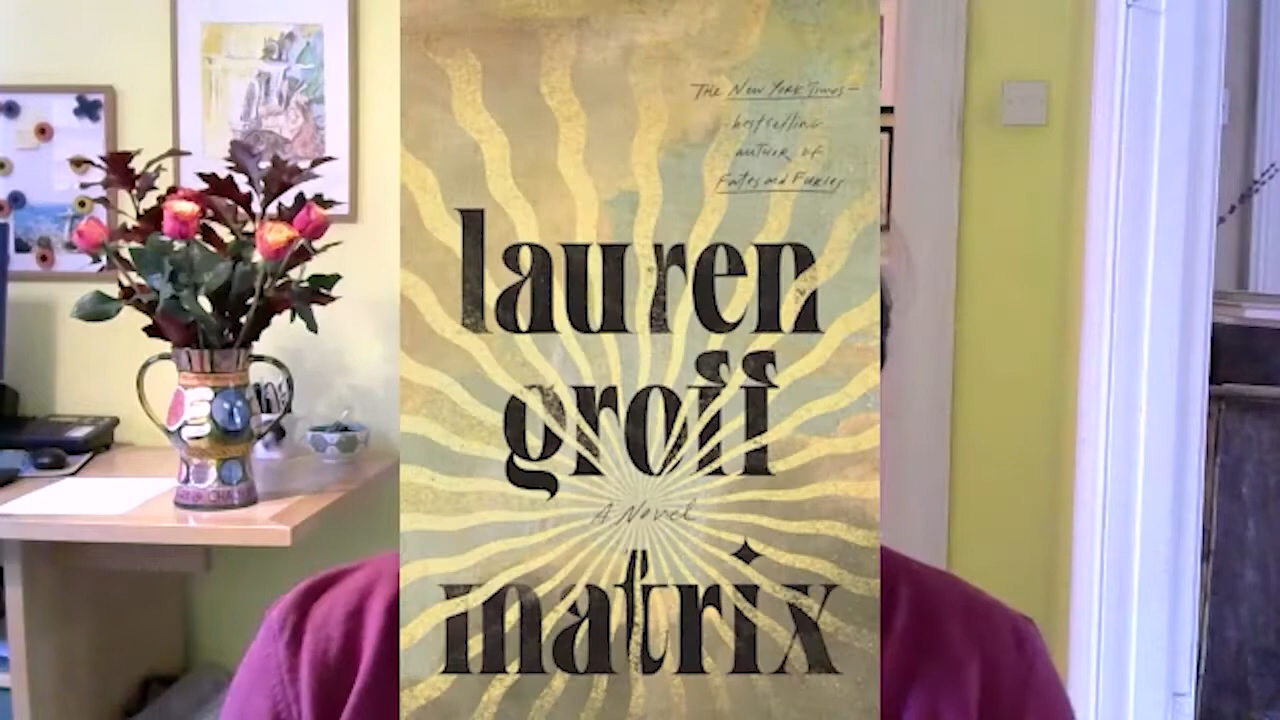 The New York Times–
bestselling
author of
Fates and Furies
lauren
groff
A Novel
matrix